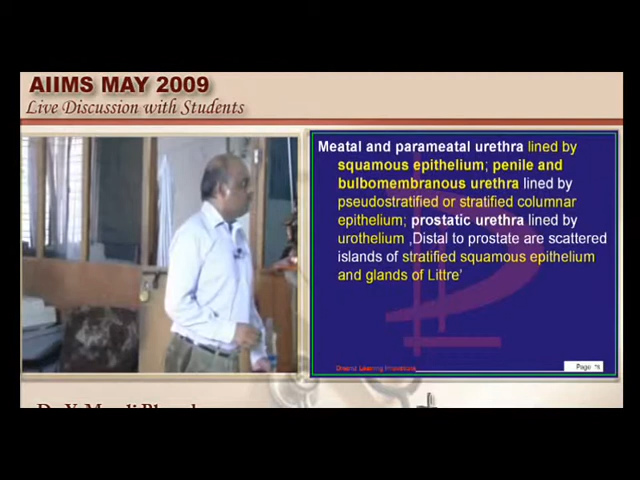 AIIMS MAY 2009
Live Discussion with Students
Meatal and parameatal urethra lined by
squamous epithelium; penile and
bulbomembranous urethra lined by
pseudostratified or stratified columnar
epithelium; prostatic urethra lined by
urothelium ,Distal to prostate are scattered
islands of stratified squamous epithelium
and glands of Littre'
Page